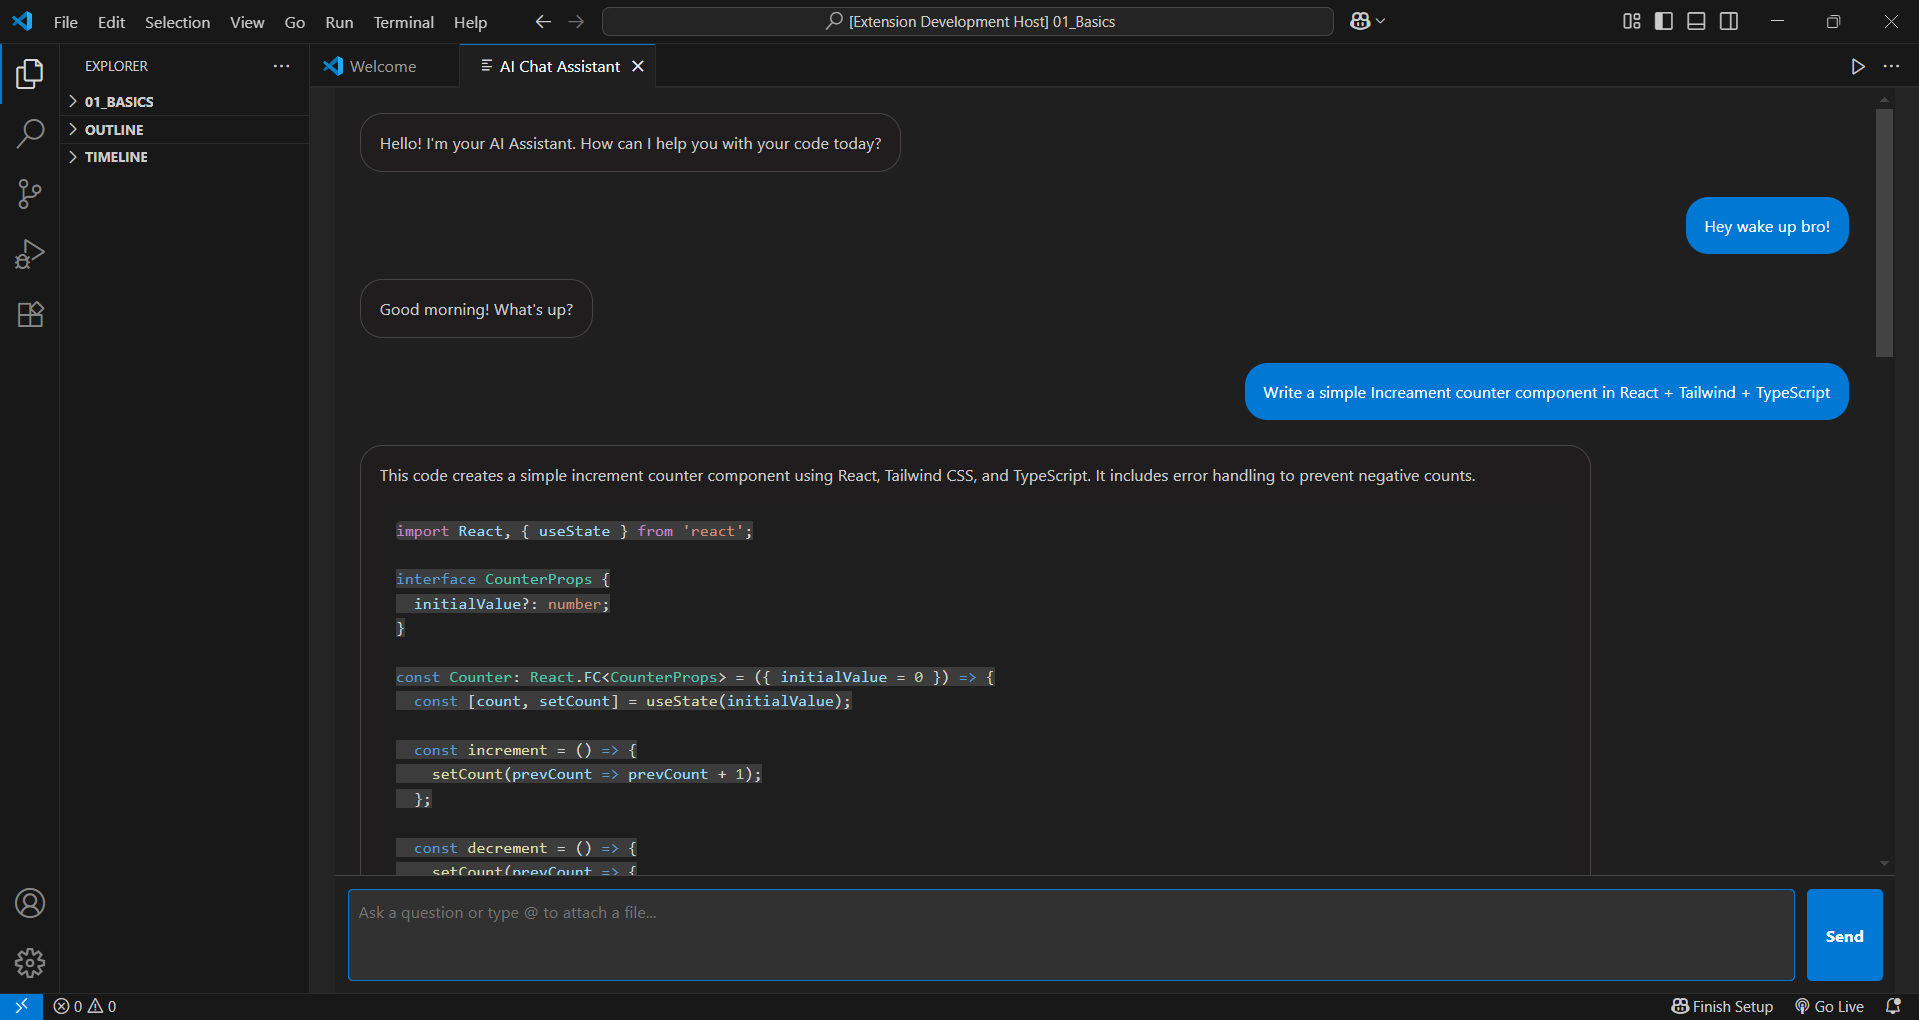 File Edit Selection View Go Run Terminal Help
[Extension Development Host] 01_Basics
EXPLORER
Welcome
AI Chat Assistant
01_BASICS
OUTLINE
TIMELINE
Hello! I'm your AI Assistant. How can I help you with your code today?
Hey wake up bro!
Good morning! What's up?
Write a simple Increament counter component in React + Tailwind + TypeScript
This code creates a simple increment counter component using React, Tailwind CSS, and TypeScript. It includes error handling to prevent negative counts.
import React, { useState } from 'react';
interface CounterProps {
  initialValue?: number;
}
const Counter: React.FC<CounterProps> = ({ initialValue = 0 }) => {
  const [count, setCount] = useState(initialValue);
  const increment = () => {
    setCount(prevCount => prevCount + 1);
  };
  const decrement = () => {
    setCount(prevCount => {
Ask a question or type @ to attach a file...
Send
0 0
Finish Setup
Go Live